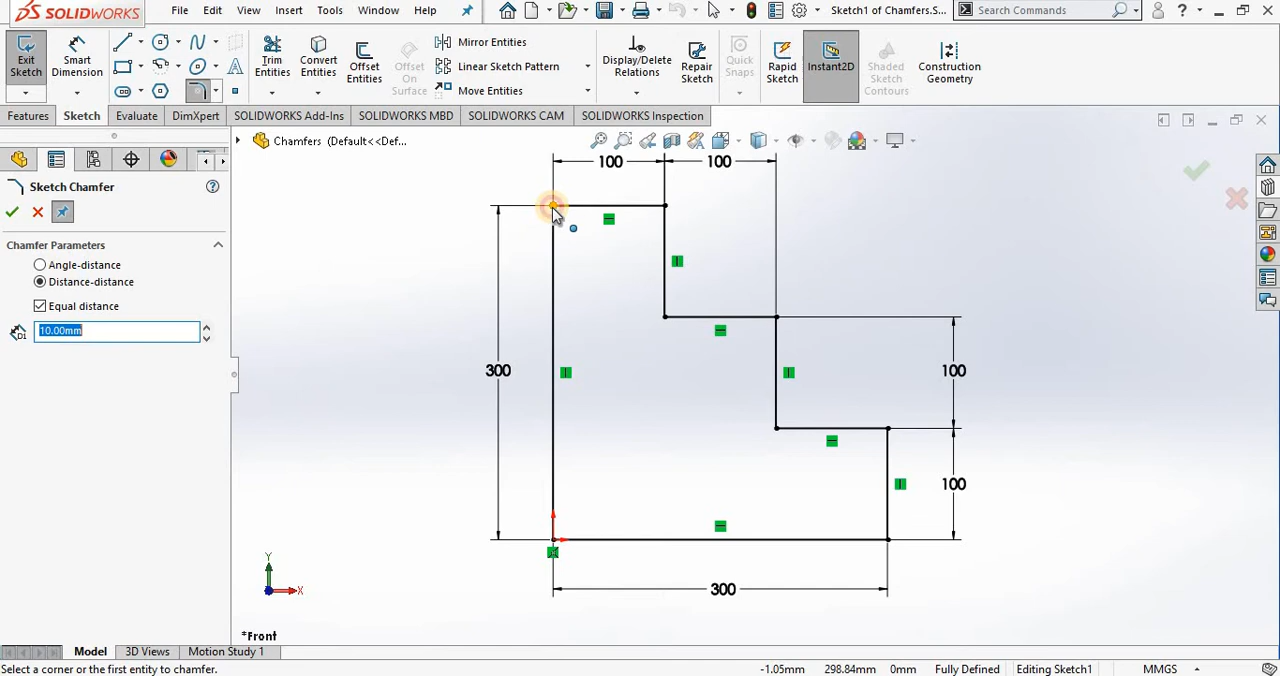 SOLIDWORKS File Edit View Insert Tools Window Help Sketch1 of Chamfers.S... Search Commands ?
Exit Sketch Smart Dimension Trim Entities Convert Entities Offset Entities Offset On Surface Mirror Entities Linear Sketch Pattern Move Entities Display/Delete Relations Repair Sketch Quick Snaps Rapid Sketch Instant2D Shaded Sketch Contours Construction Geometry
Features Sketch Evaluate DimXpert SOLIDWORKS Add-Ins SOLIDWORKS MBD SOLIDWORKS CAM SOLIDWORKS Inspection
Chamfers (Default<<Def...
100 100
Sketch Chamfer
Chamfer Parameters
Angle-distance
Distance-distance
Equal distance
10.00mm
300
100
100
300
Y
X
*Front
Model 3D Views Motion Study 1
Select a corner or the first entity to chamfer. -1.05mm 298.84mm 0mm Fully Defined Editing Sketch1 MMGS